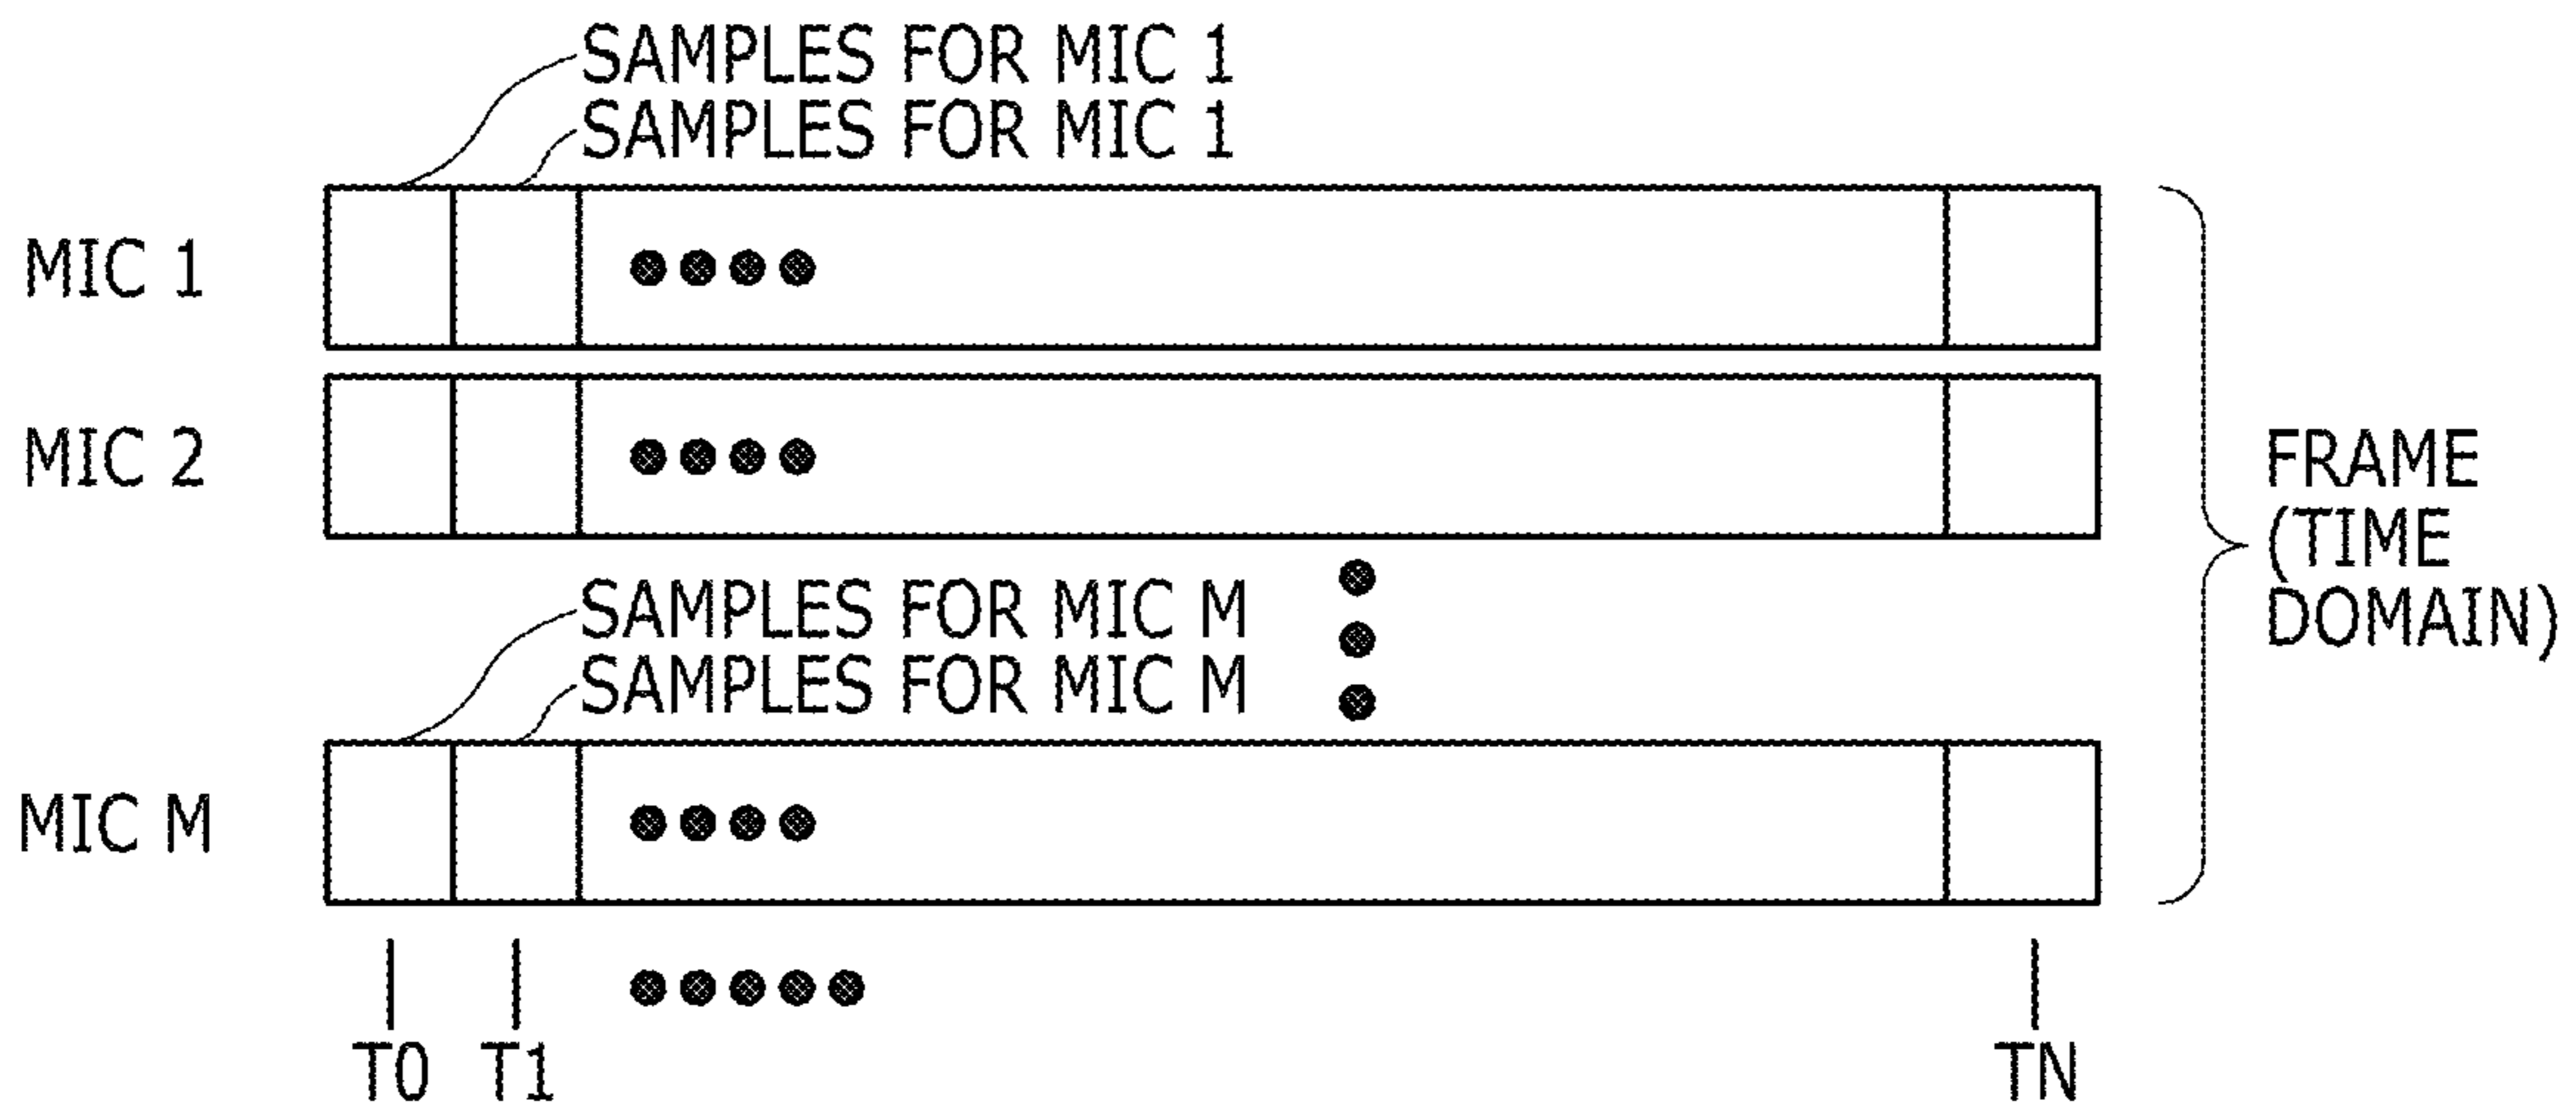 SAMPLES FOR MIC 1
SAMPLES FOR MIC 1
MIC 1
MIC 2
FRAME
(TIME
DOMAIN)
SAMPLES FOR MIC M
SAMPLES FOR MIC M
MIC M
T0 T1 TN